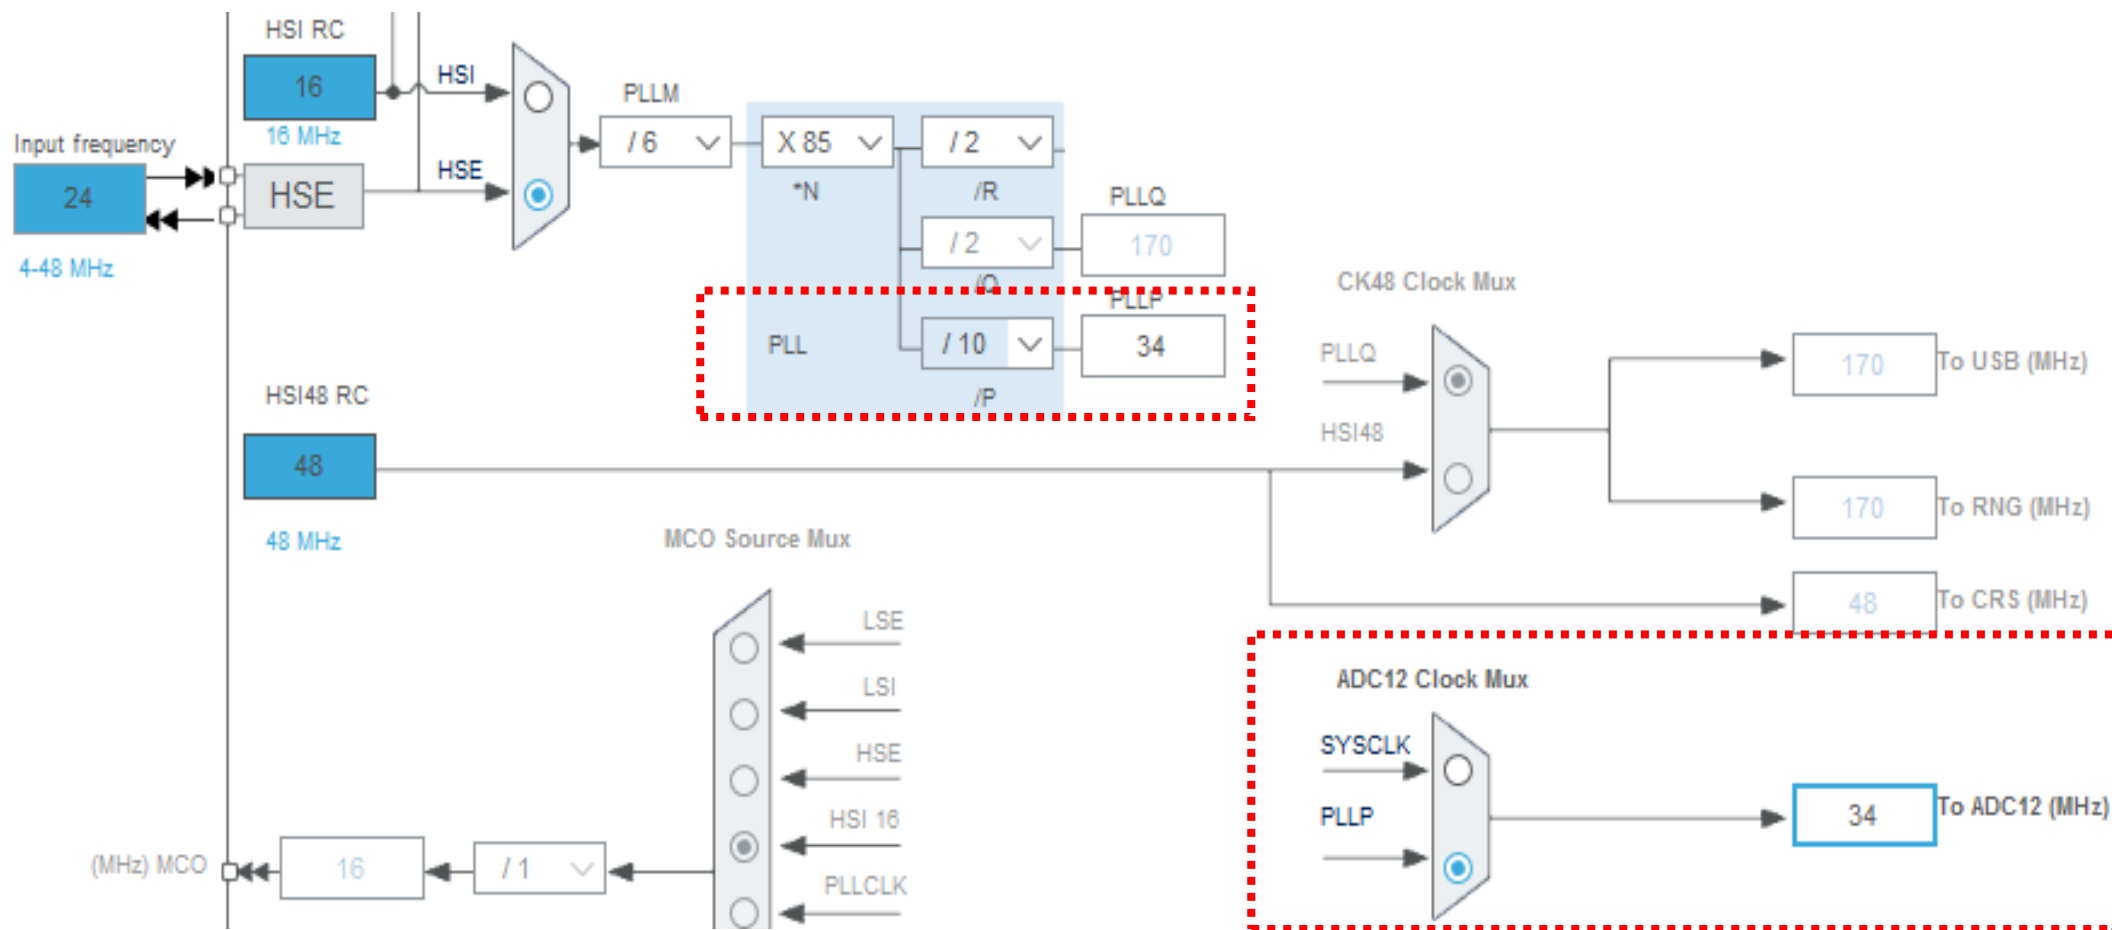 HSI RC
16
16 MHz
HSI
PLLM
/ 6
X 85
*N
/ 2
/R
Input frequency
24
4-48 MHz
HSE
HSE
/ 2
/Q
PLLQ
170
PLL
/ 10
/P
PLLP
34
HSI48 RC
48
48 MHz
CK48 Clock Mux
PLLQ
HSI48
170
To USB (MHz)
170
To RNG (MHz)
48
To CRS (MHz)
MCO Source Mux
LSE
LSI
HSE
HSI 16
PLLCLK
(MHz) MCO
16
/ 1
ADC12 Clock Mux
SYSCLK
PLLP
34
To ADC12 (MHz)